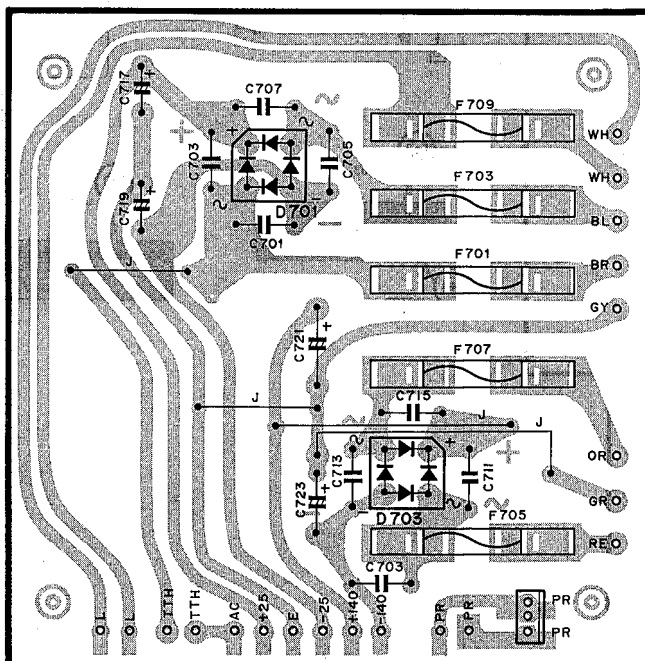 C717
C707
F709
WH
C703
C705
WH
D701
C719
C701
F703
BL
J
F701
BR
GY
C721
F707
J
C715
J
J
OR
C713
C711
GR
C723
D703
F705
RE
C703
L
L
TTH
TTH
AC
+25
E
-25
+140
-140
PR
PR
PR
PR